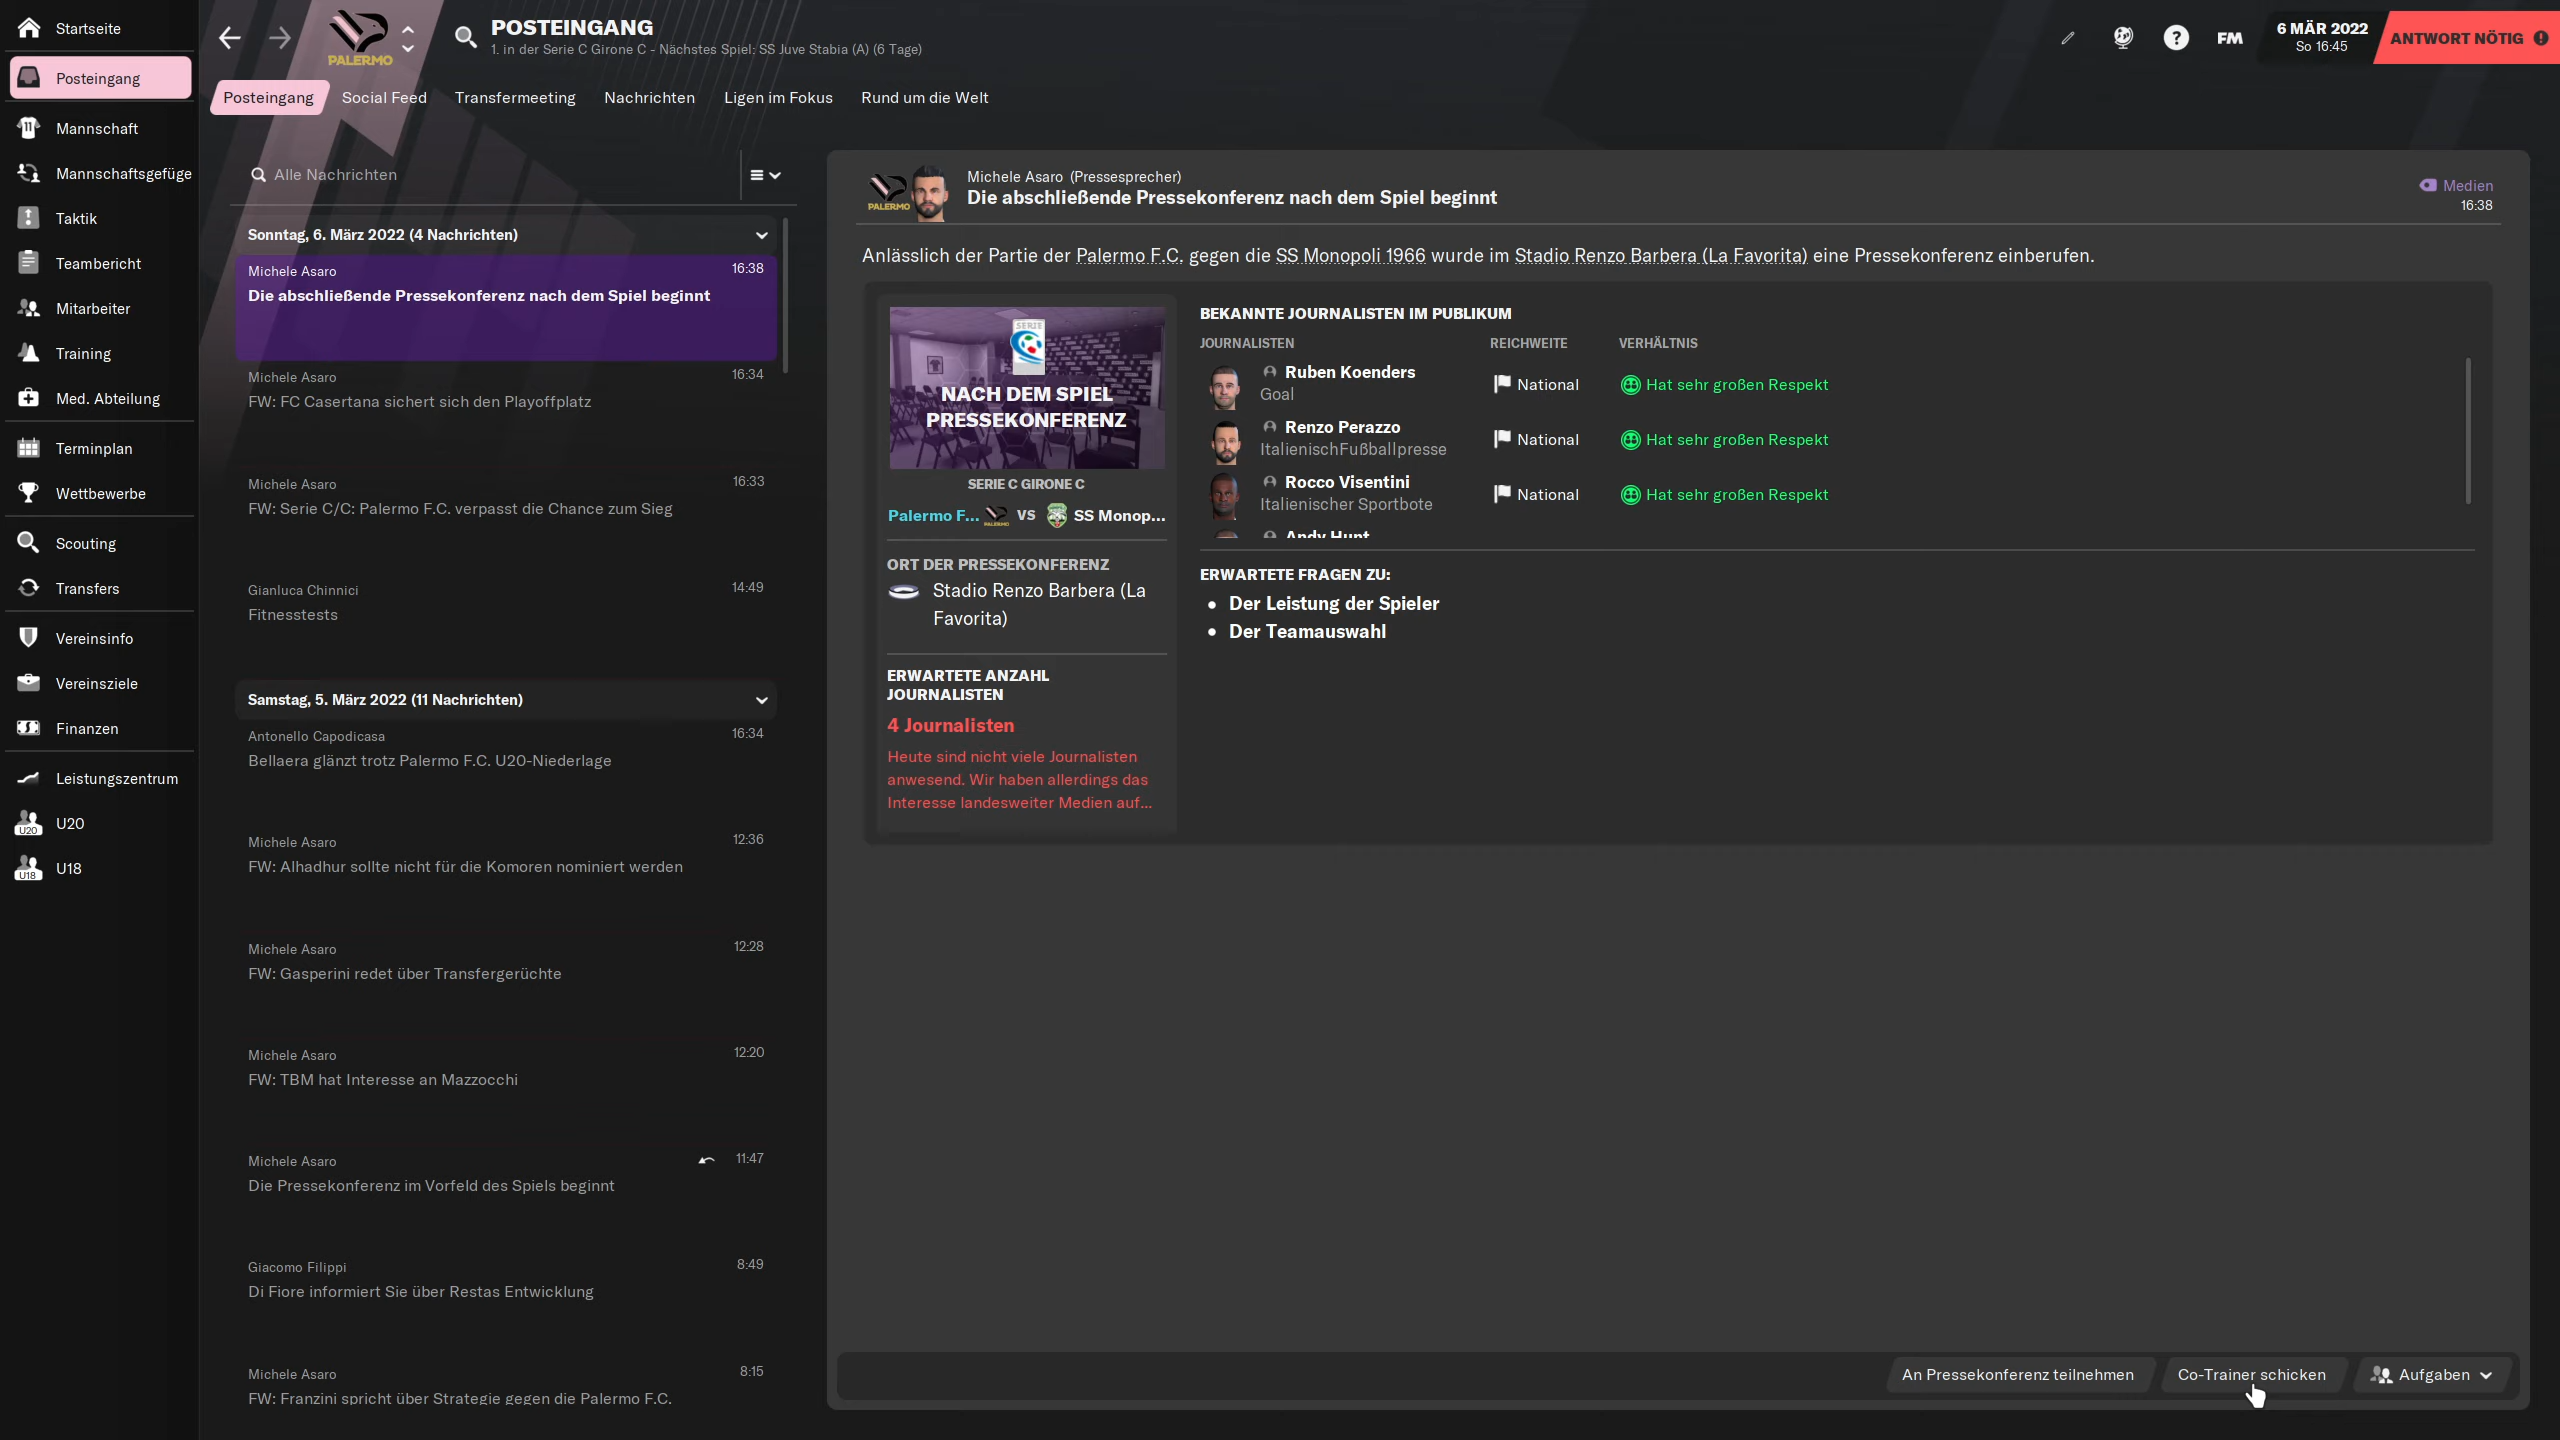 Startseite
Posteingang
Mannschaft
Mannschaftsgefüge
Taktik
Teambericht
Mitarbeiter
Training
Med. Abteilung
Terminplan
Wettbewerbe
Scouting
Transfers
Vereinsinfo
Vereinsziele
Finanzen
Leistungszentrum
U20
U20
U18
U18
PALERMO
POSTEINGANG
1. in der Serie C Girone C - Nächstes Spiel: SS Juve Stabia (A) (6 Tage)
FM
6 MÄR 2022
So 16:45
ANTWORT NÖTIG
Posteingang Social Feed Transfermeeting Nachrichten Ligen im Fokus Rund um die Welt
Alle Nachrichten
Sonntag, 6. März 2022 (4 Nachrichten)
Michele Asaro 16:38
Die abschließende Pressekonferenz nach dem Spiel beginnt
Michele Asaro 16:34
FW: FC Casertana sichert sich den Playoffplatz
Michele Asaro 16:33
FW: Serie C/C: Palermo F.C. verpasst die Chance zum Sieg
Gianluca Chinnici 14:49
Fitnesstests
Samstag, 5. März 2022 (11 Nachrichten)
Antonello Capodicasa 16:34
Bellaera glänzt trotz Palermo F.C. U20-Niederlage
Michele Asaro 12:36
FW: Alhadhur sollte nicht für die Komoren nominiert werden
Michele Asaro 12:28
FW: Gasperini redet über Transfergerüchte
Michele Asaro 12:20
FW: TBM hat Interesse an Mazzocchi
Michele Asaro 11:47
Die Pressekonferenz im Vorfeld des Spiels beginnt
Giacomo Filippi 8:49
Di Fiore informiert Sie über Restas Entwicklung
Michele Asaro 8:15
FW: Franzini spricht über Strategie gegen die Palermo F.C.
PALERMO
Michele Asaro (Pressesprecher)
Die abschließende Pressekonferenz nach dem Spiel beginnt
Medien
16:38
Anlässlich der Partie der Palermo F.C. gegen die SS Monopoli 1966 wurde im Stadio Renzo Barbera (La Favorita) eine Pressekonferenz einberufen.
SERIE
NACH DEM SPIEL
PRESSEKONFERENZ
SERIE C GIRONE C
Palermo F... VS SS Monop...
ORT DER PRESSEKONFERENZ
Stadio Renzo Barbera (La
Favorita)
ERWARTETE ANZAHL
JOURNALISTEN
4 Journalisten
Heute sind nicht viele Journalisten
anwesend. Wir haben allerdings das
Interesse landesweiter Medien auf...
BEKANNTE JOURNALISTEN IM PUBLIKUM
JOURNALISTEN REICHWEITE VERHÄLTNIS
Ruben Koenders
Goal
National Hat sehr großen Respekt
Renzo Perazzo
ItalienischFußballpresse
National Hat sehr großen Respekt
Rocco Visentini
Italienischer Sportbote
National Hat sehr großen Respekt
Andy Hunt
ERWARTETE FRAGEN ZU:
• Der Leistung der Spieler
• Der Teamauswahl
An Pressekonferenz teilnehmen Co-Trainer schicken Aufgaben